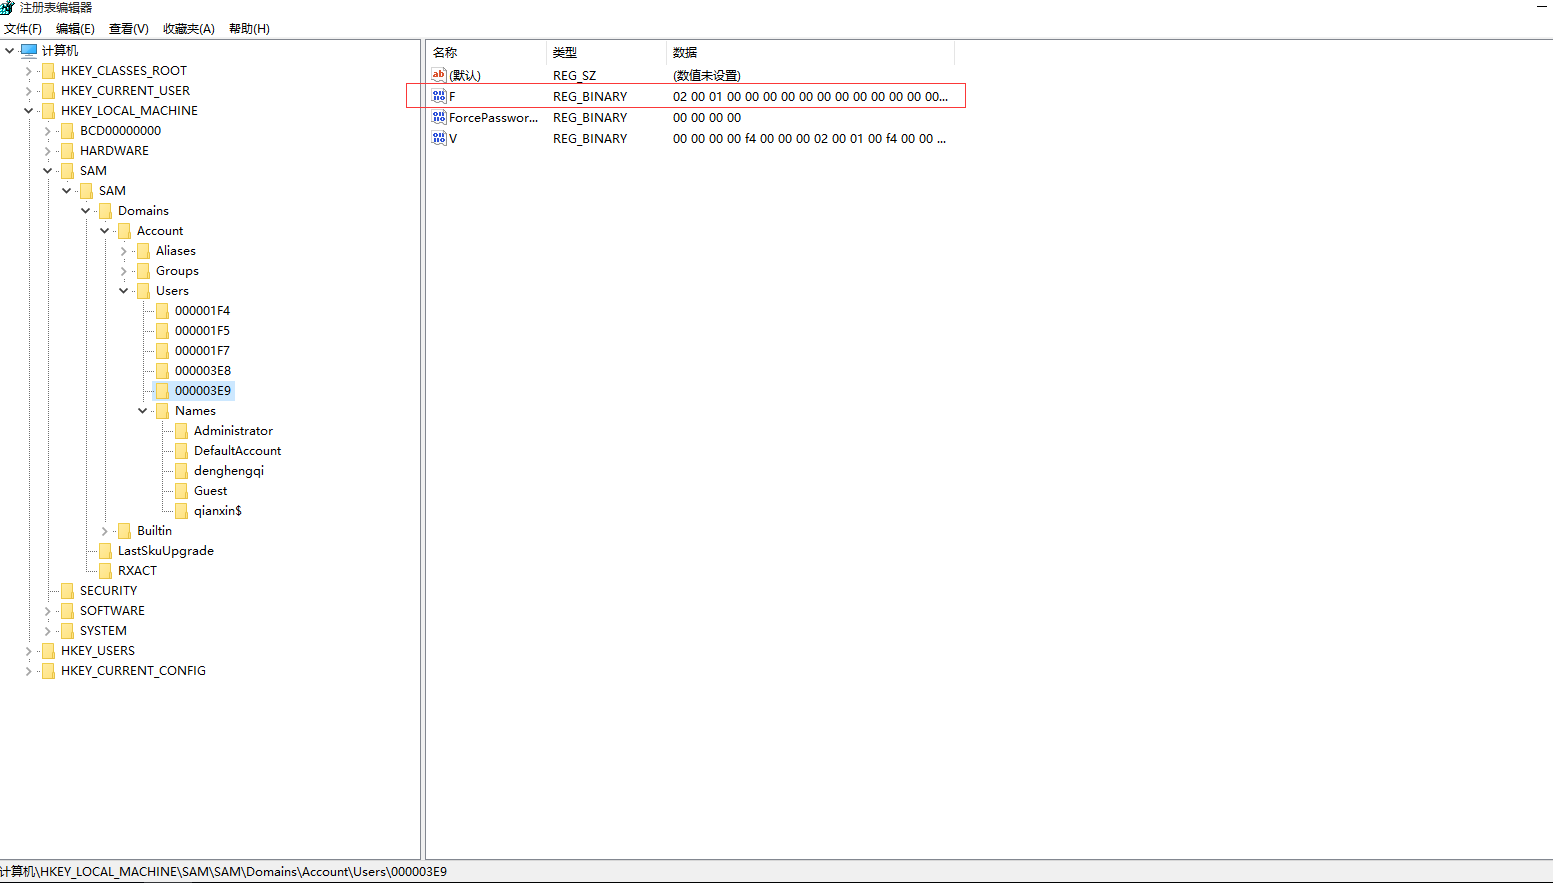 注册表编辑器
文件(F) 编辑(E) 查看(V) 收藏夹(A) 帮助(H)
计算机
HKEY_CLASSES_ROOT
HKEY_CURRENT_USER
HKEY_LOCAL_MACHINE
BCD00000000
HARDWARE
SAM
SAM
Domains
Account
Aliases
Groups
Users
000001F4
000001F5
000001F7
000003E8
000003E9
Names
Administrator
DefaultAccount
denghengqi
Guest
qianxin$
Builtin
LastSkuUpgrade
RXACT
SECURITY
SOFTWARE
SYSTEM
HKEY_USERS
HKEY_CURRENT_CONFIG
名称 类型 数据
(默认) REG_SZ (数值未设置)
F REG_BINARY 02 00 01 00 00 00 00 00 00 00 00 00 00 00 00...
ForcePasswor... REG_BINARY 00 00 00 00
V REG_BINARY 00 00 00 00 f4 00 00 00 02 00 01 00 f4 00 00 ...
计算机\HKEY_LOCAL_MACHINE\SAM\SAM\Domains\Account\Users\000003E9